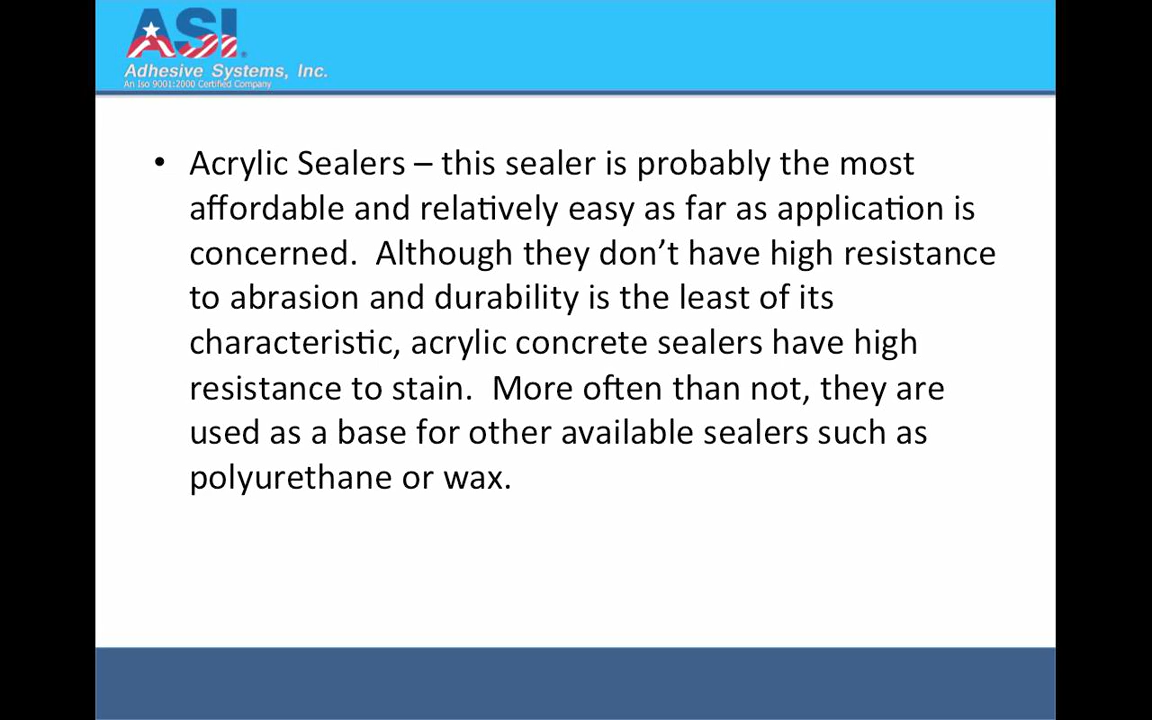 ASI
Adhesive Systems, Inc.
An Iso 9001:2000 Certified Company
• Acrylic Sealers – this sealer is probably the most
affordable and relatively easy as far as application is
concerned.  Although they don’t have high resistance
to abrasion and durability is the least of its
characteristic, acrylic concrete sealers have high
resistance to stain.  More often than not, they are
used as a base for other available sealers such as
polyurethane or wax.